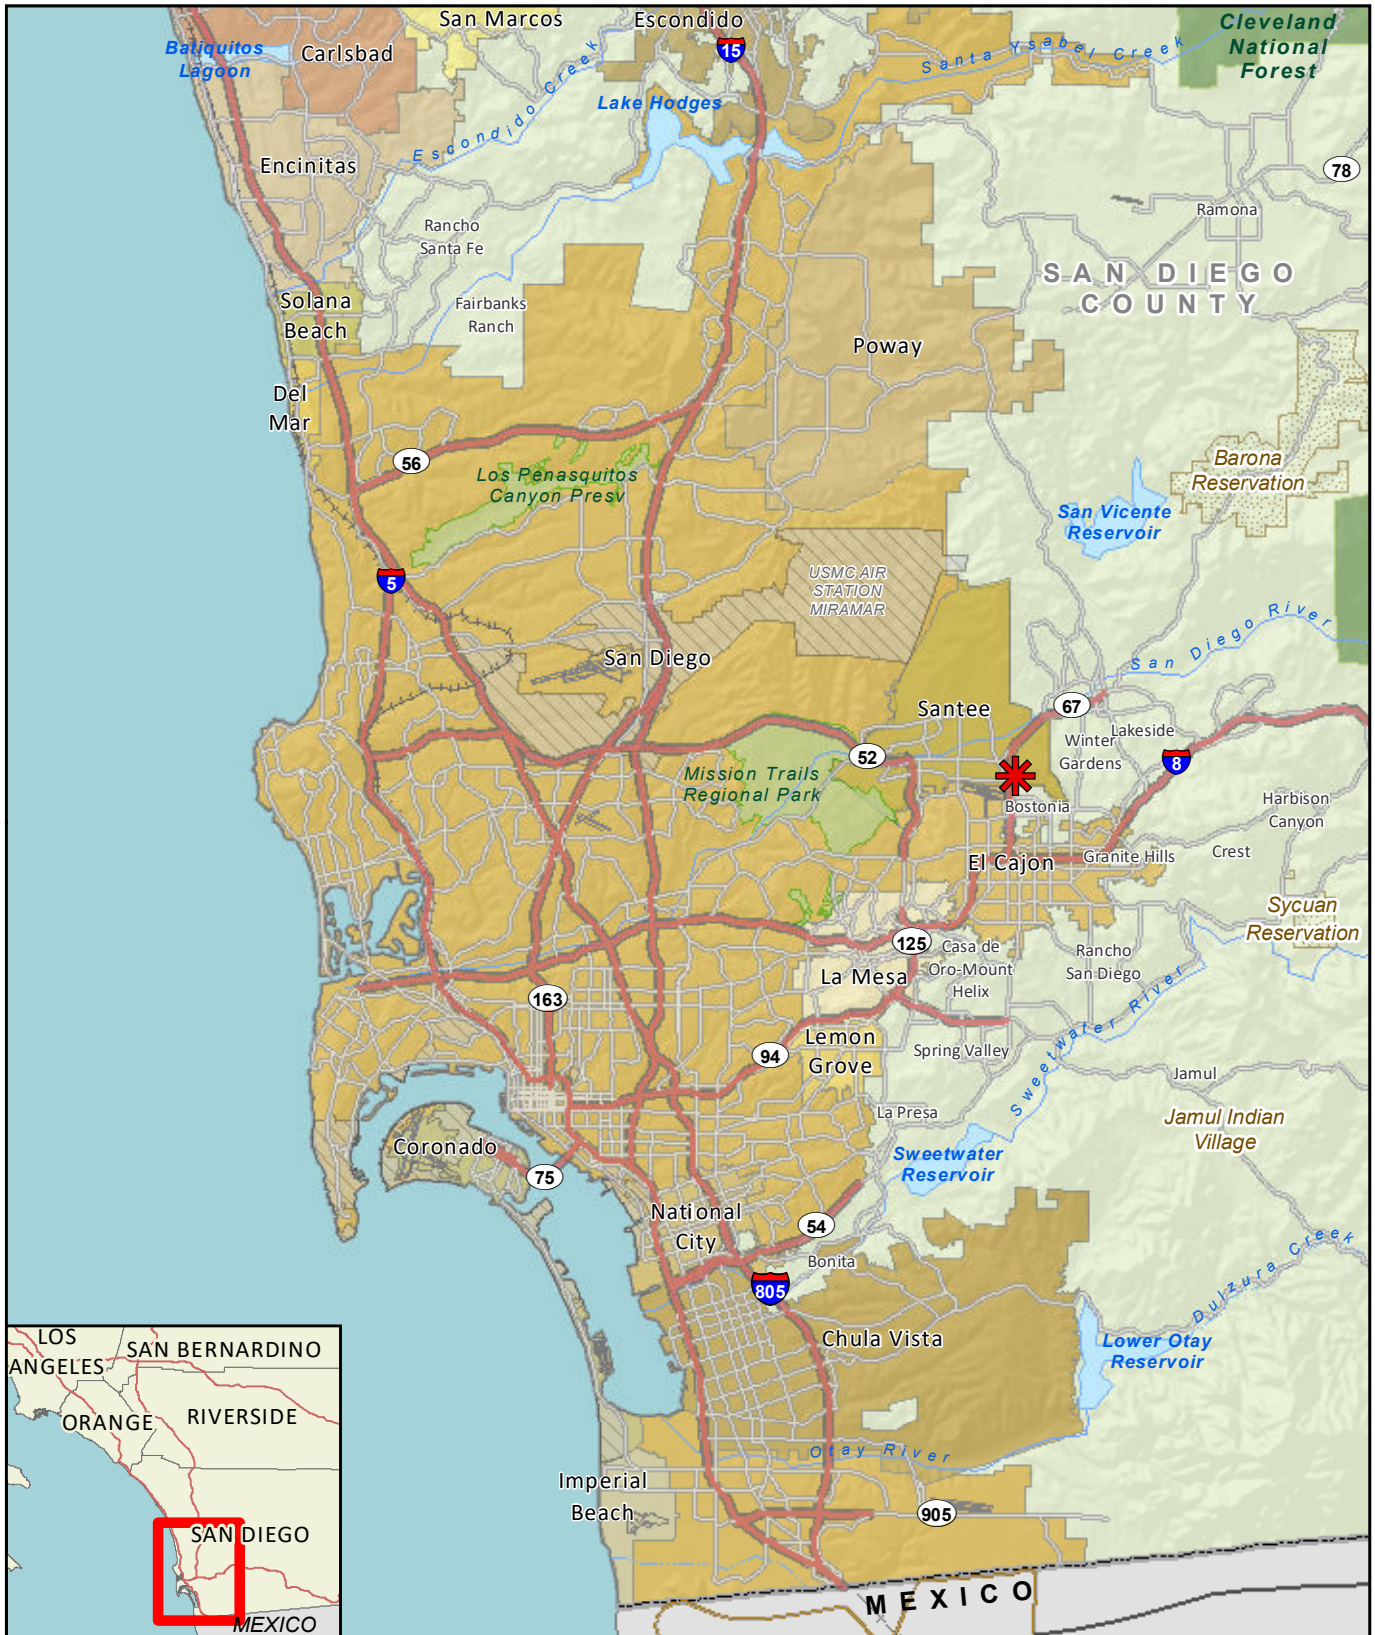 San Marcos
Escondido
Cleveland
National
Forest
Batiquitos
Lagoon
Carlsbad
15
Santa Ysabel Creek
Escondido Creek
Lake Hodges
Encinitas
78
Rancho
Santa Fe
Ramona
SAN DIEGO
COUNTY
Solana
Beach
Fairbanks
Ranch
Poway
Del
Mar
56
Los Penasquitos
Canyon Presv
Barona
Reservation
San Vicente
Reservoir
5
USMC AIR
STATION
MIRAMAR
San Diego River
San Diego
Santee
67
Lakeside
Winter
Gardens
52
8
Mission Trails
Regional Park
Bostonia
Harbison
Canyon
El Cajon
Granite Hills
Crest
Sycuan
Reservation
125
Casa de
Oro-Mount
Helix
Rancho
San Diego
La Mesa
163
Sweetwater River
Lemon
Grove
94
Spring Valley
Jamul
La Presa
Jamul Indian
Village
Coronado
75
Sweetwater
Reservoir
National
City
54
Bonita
Dulzura Creek
805
Chula Vista
Lower Otay
Reservoir
Otay River
Imperial
Beach
905
MEXICO
LOS
ANGELES
SAN BERNARDINO
ORANGE
RIVERSIDE
SAN DIEGO
MEXICO